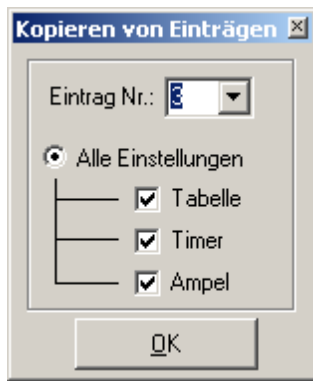 Kopieren von Einträgen
Eintrag Nr.: 3
Alle Einstellungen
Tabelle
Timer
Ampel
OK